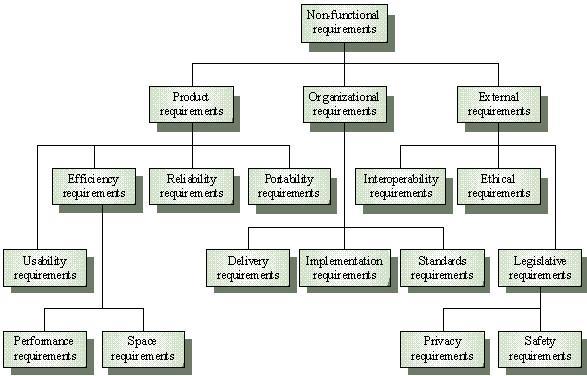 Non-functional
requirements
Product
requirements
Organizational
requirements
External
requirements
Efficiency
requirements
Reliability
requirements
Portability
requirements
Interoperability
requirements
Ethical
requirements
Usability
requirements
Delivery
requirements
Implementation
requirements
Standards
requirements
Legislative
requirements
Performance
requirements
Space
requirements
Privacy
requirements
Safety
requirements